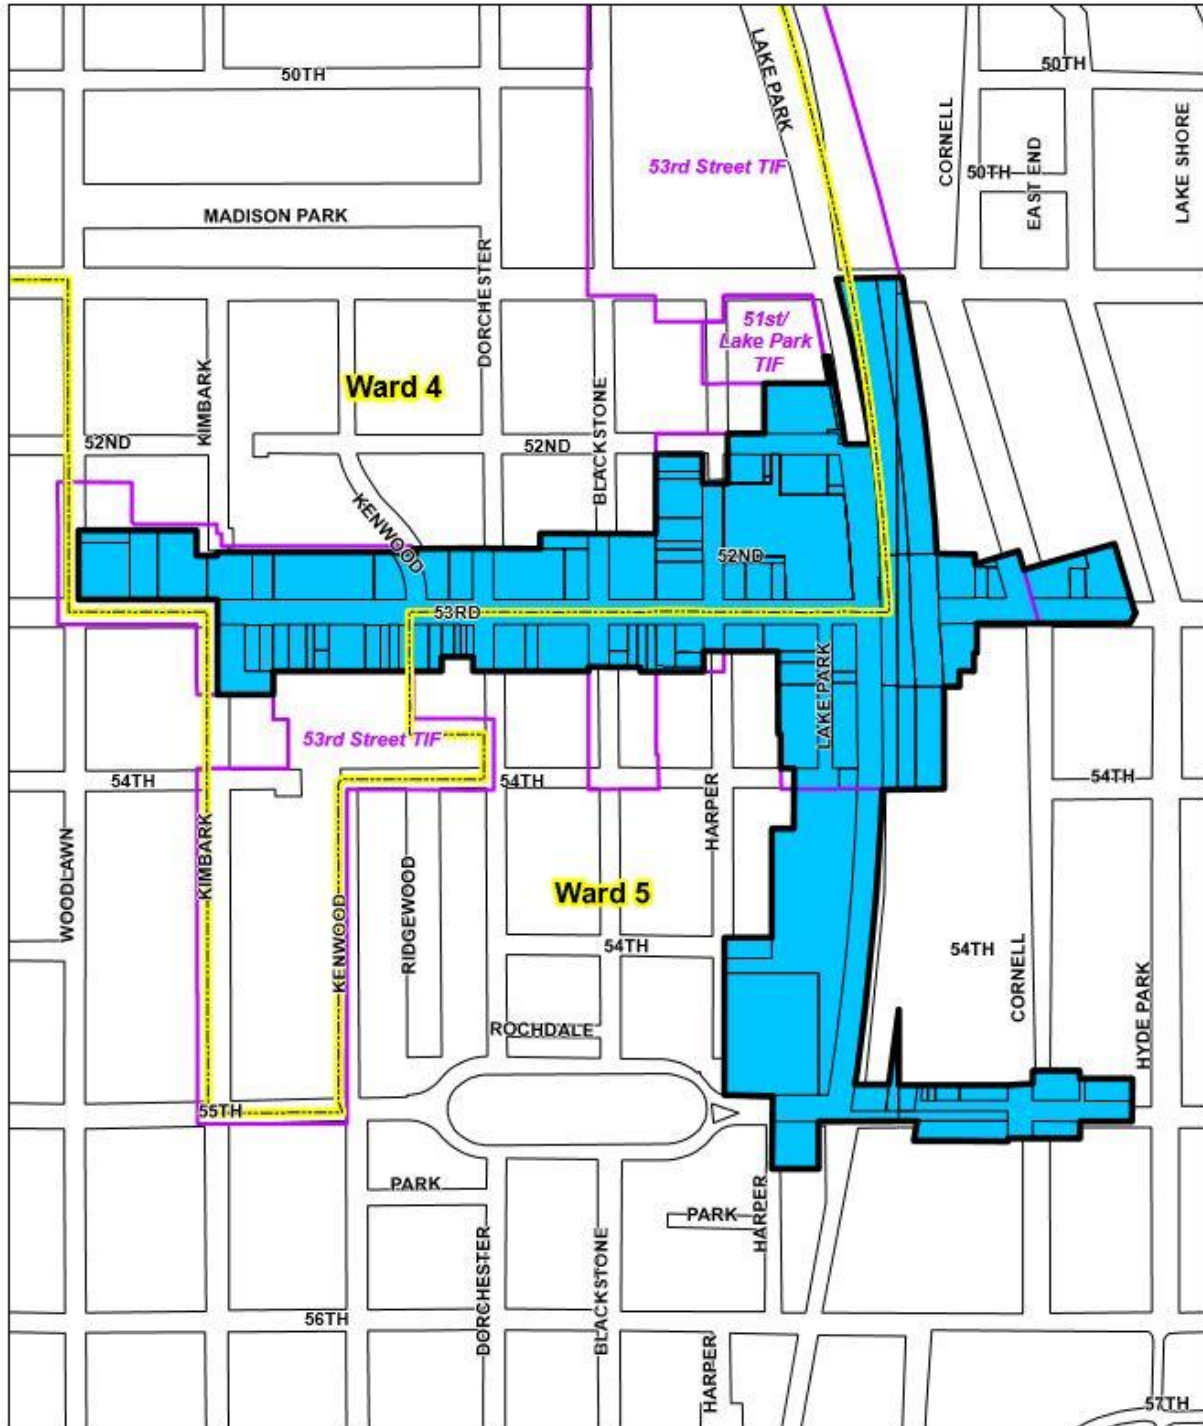 50TH
LAKE PARK
50TH
53rd Street TIF
CORNELL
50TH
EAST END
LAKE SHORE
MADISON PARK
DORCHESTER
51st/
Lake Park
TIF
KIMBARK
Ward 4
BLACKSTONE
52ND
52ND
KENWOOD
52ND
53RD
LAKE PARK
53rd Street TIF
54TH
54TH
54TH
HARPER
WOODLAWN
KIMBARK
KENWOOD
RIDGEWOOD
Ward 5
54TH
54TH
CORNELL
HYDE PARK
ROCHDALE
55TH
PARK
PARK
HARPER
DORCHESTER
BLACKSTONE
56TH
HARPER
57TH